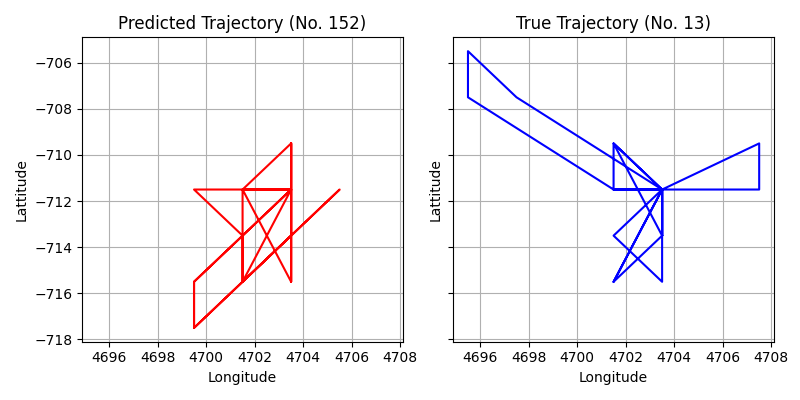 Predicted Trajectory (No. 152)
True Trajectory (No. 13)
Lattitude
−706
−708
−710
−712
−714
−716
−718
4696 4698 4700 4702 4704 4706 4708
Longitude
Lattitude
4696 4698 4700 4702 4704 4706 4708
Longitude